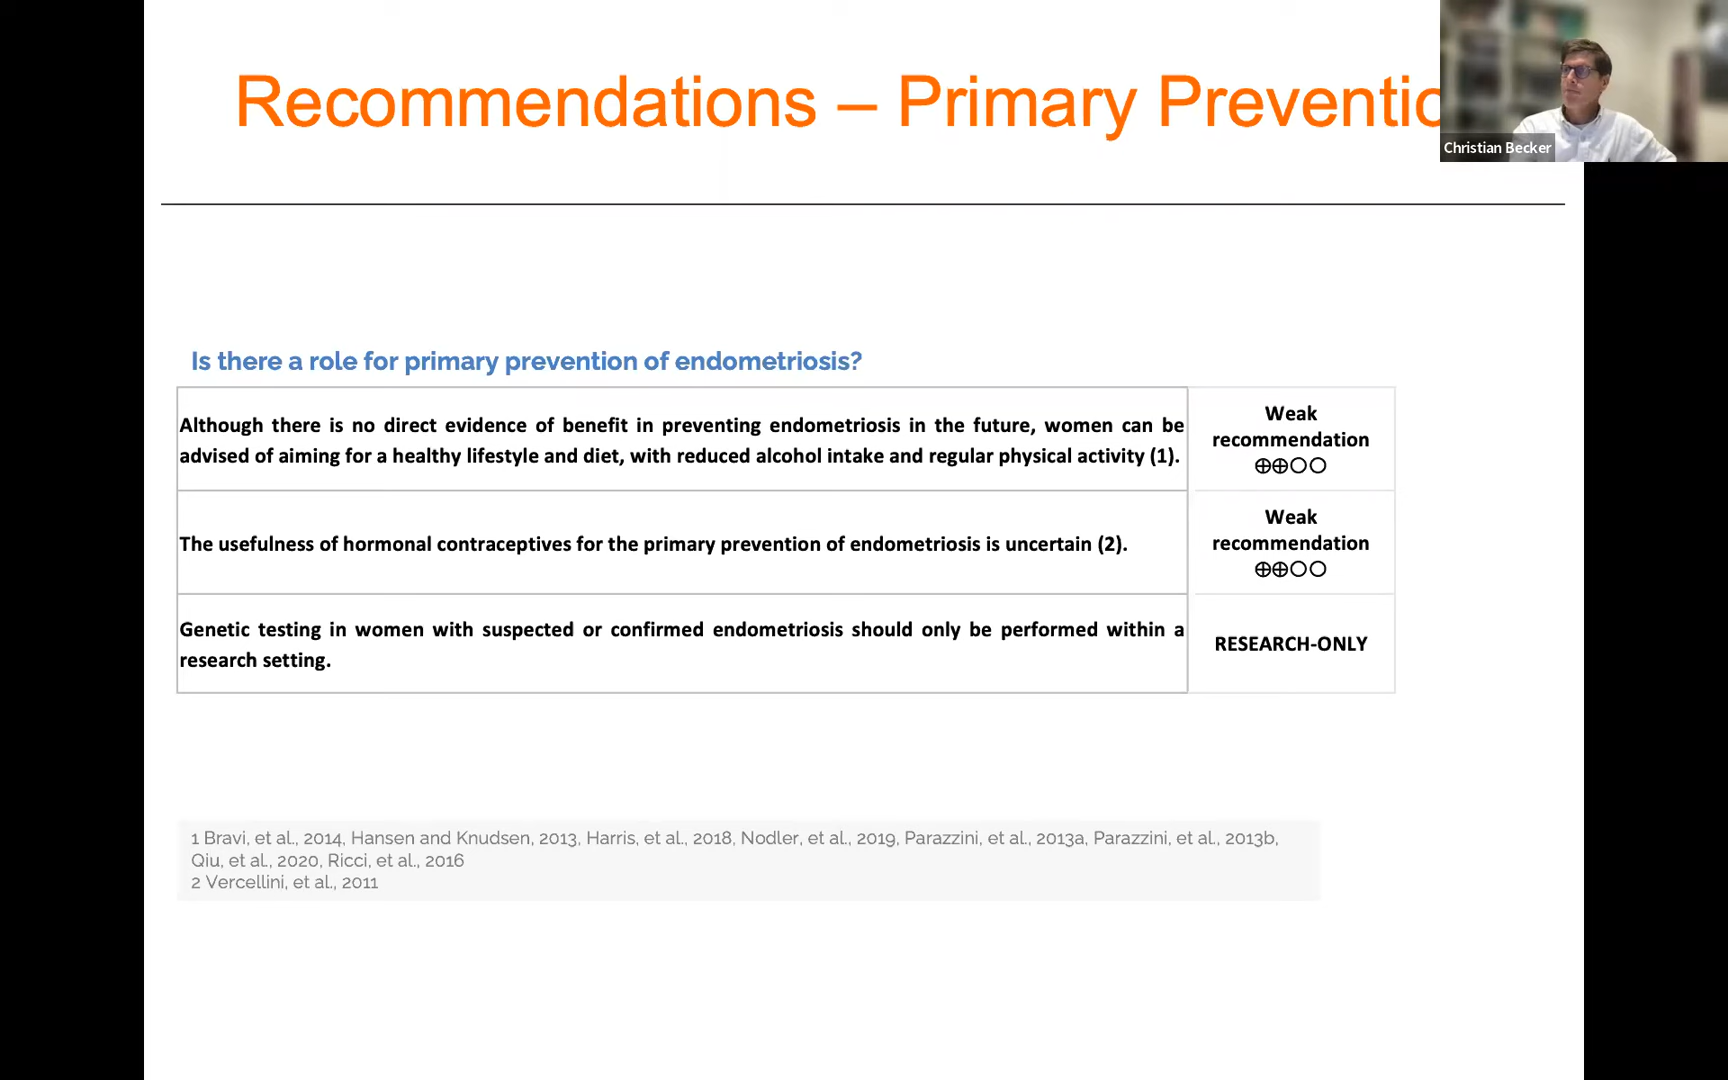 Recommendations – Primary Preventio
Christian Becker
Is there a role for primary prevention of endometriosis?
Although there is no direct evidence of benefit in preventing endometriosis in the future, women can be
advised of aiming for a healthy lifestyle and diet, with reduced alcohol intake and regular physical activity (1).
Weak
recommendation
⊕⊕○○
The usefulness of hormonal contraceptives for the primary prevention of endometriosis is uncertain (2).
Weak
recommendation
⊕⊕○○
Genetic testing in women with suspected or confirmed endometriosis should only be performed within a
research setting.
RESEARCH-ONLY
1 Bravi, et al., 2014, Hansen and Knudsen, 2013, Harris, et al., 2018, Nodler, et al., 2019, Parazzini, et al., 2013a, Parazzini, et al., 2013b,
Qiu, et al., 2020, Ricci, et al., 2016
2 Vercellini, et al., 2011